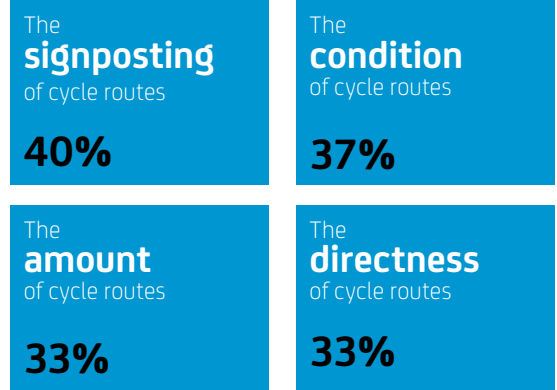 The
signposting
of cycle routes
40%
The
condition
of cycle routes
37%
The
amount
of cycle routes
33%
The
directness
of cycle routes
33%